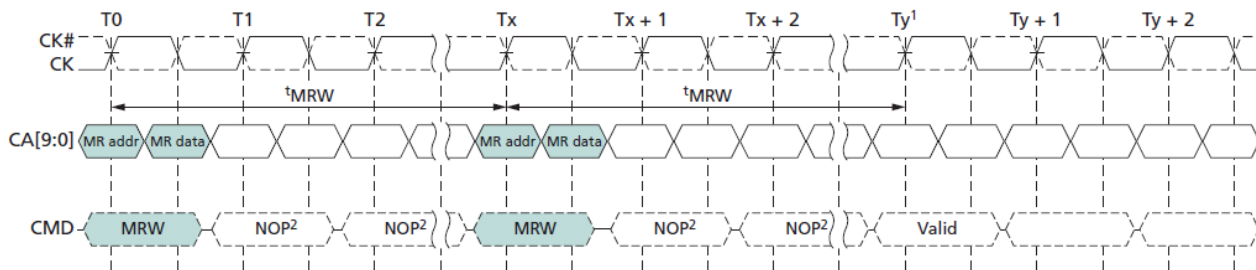 T0 T1 T2 Tx Tx + 1 Tx + 2 Ty¹ Ty + 1 Ty + 2
CK#
CK
ᵗMRW ᵗMRW
CA[9:0] MR addr MR data MR addr MR data
CMD MRW NOP² NOP² MRW NOP² NOP² Valid